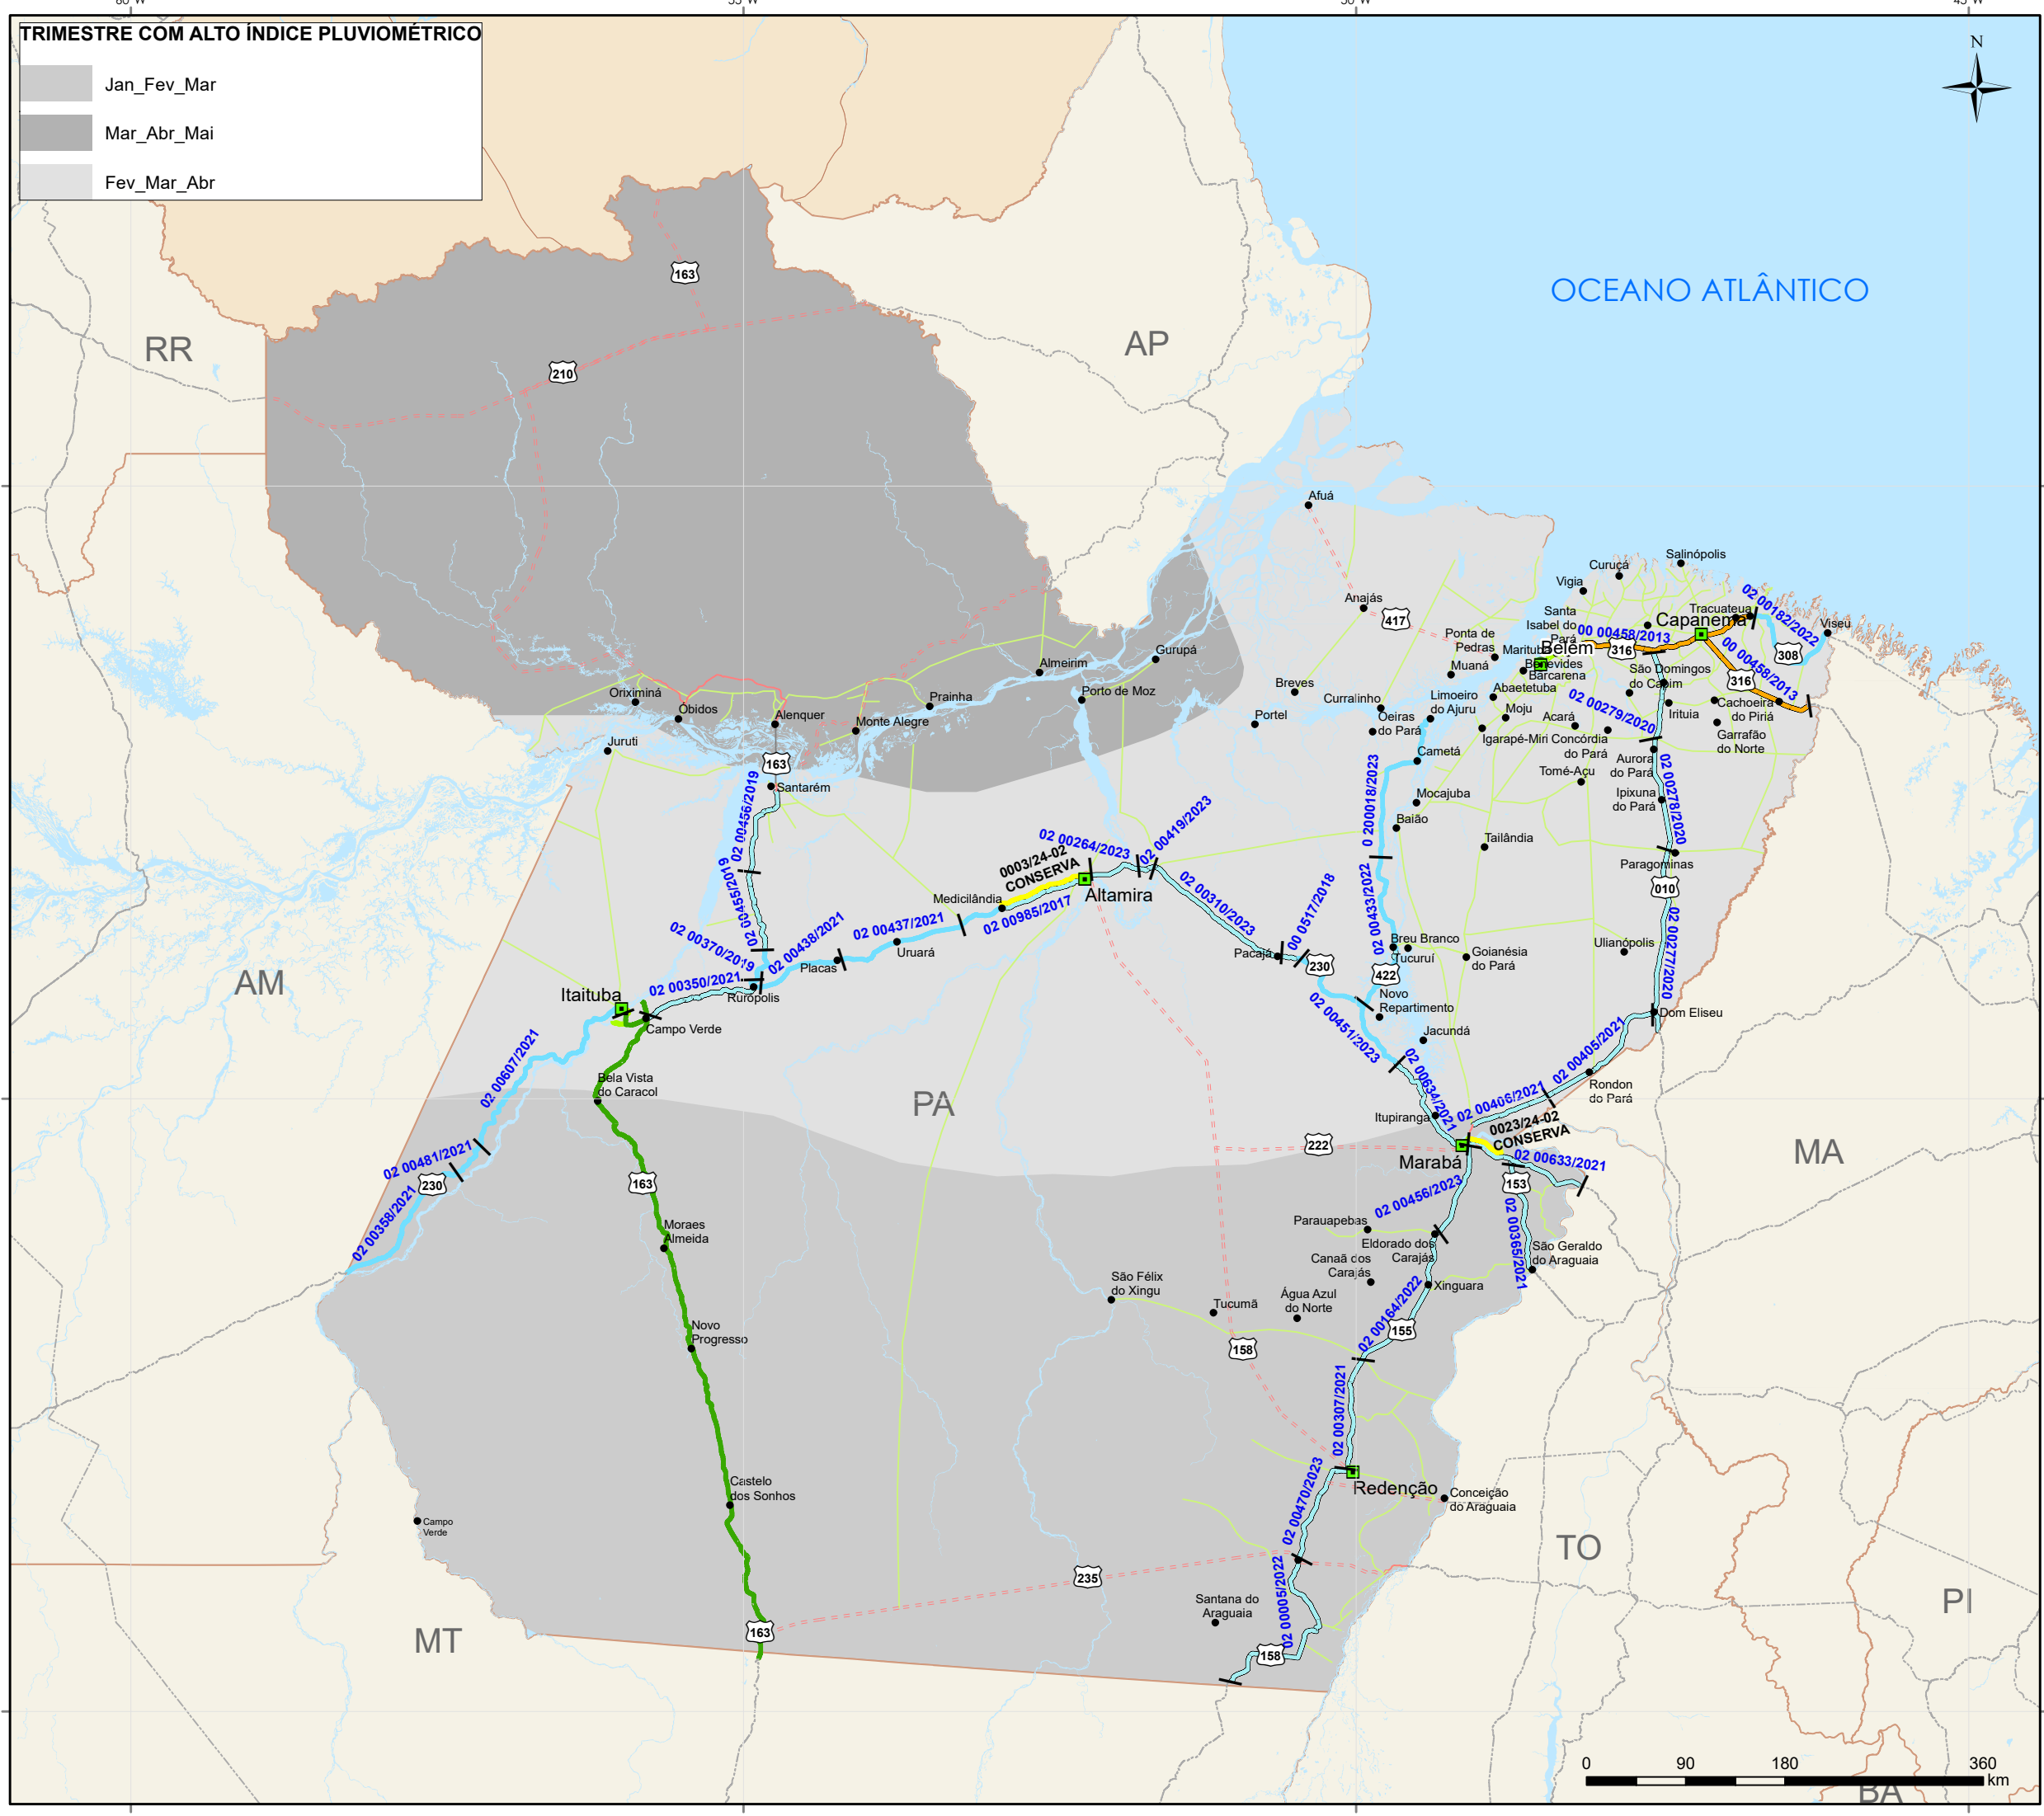 TRIMESTRE COM ALTO ÍNDICE PLUVIOMÉTRICO
Jan_Fev_Mar
Mar_Abr_Mai
Fev_Mar_Abr
N
OCEANO ATLÂNTICO
RR
AP
163
210
Afuá
Anajás
417
Salinópolis
Curuçá
Vigia
Tracuateua
02 00182/2022
Viseu
Santa
Isabel do
Pará
Capanema
00 00458/2013
316
Belém
Marituba
Ponta de
Pedras
Muaná
Benevides
Barcarena
308
00 00458/2013
316
São Domingos
do Capim
Irituia
Cachoeira
do Piriá
Garrafão
do Norte
Abaetetuba
Moju
Acará
02 00279/2020
Igarapé-Miri
Concórdia
do Pará
Limoeiro
do Ajuru
Curralinho
Oeiras
do Pará
Breves
Portel
Gurupá
Almeirim
Porto de Moz
Prainha
Monte Alegre
Alenquer
Óbidos
Oriximiná
Juruti
163
Santarém
02 00456/2019
02 00455/2019
Cametá
Mocajuba
Baião
0 200018/2023
02 00433/2022
Tomé-Açu
Tailândia
Aurora
do Pará
Ipixuna
do Pará
02 00278/2020
Paragominas
010
02 00277/2020
Ulianópolis
Dom Eliseu
Breu Branco
Tucuruí
422
Goianésia
do Pará
Novo
Repartimento
Jacundá
02 00419/2023
02 00264/2023
0003/24-02
CONSERVA
Altamira
Medicilândia
02 00985/2017
02 00437/2021
Uruará
02 00438/2021
Placas
02 00370/2019
02 00350/2021
Rurópolis
Itaituba
Campo Verde
02 00310/2023
Pacajá
00 00517/2018
230
02 00451/2023
02 00634/2021
Itupiranga
02 00406/2021
02 00405/2021
Rondon
do Pará
AM
PA
MA
02 00607/2021
02 00481/2021
230
02 00358/2021
Bela Vista
do Caracol
163
Moraes
Almeida
Novo
Progresso
Castelo
dos Sonhos
Campo
Verde
163
222
Marabá
0023/24-02
CONSERVA
02 00633/2021
153
02 00365/2021
São Geraldo
do Araguaia
02 00456/2023
Parauapebas
Eldorado dos
Carajás
Canaã dos
Carajás
Xinguara
Água Azul
do Norte
Tucumã
São Félix
do Xingu
02 00164/2022
155
158
02 00307/2021
Redenção
Conceição
do Araguaia
02 00470/2023
235
02 00005/2022
Santana do
Araguaia
158
MT
TO
PI
BA
0 90 180 360
km